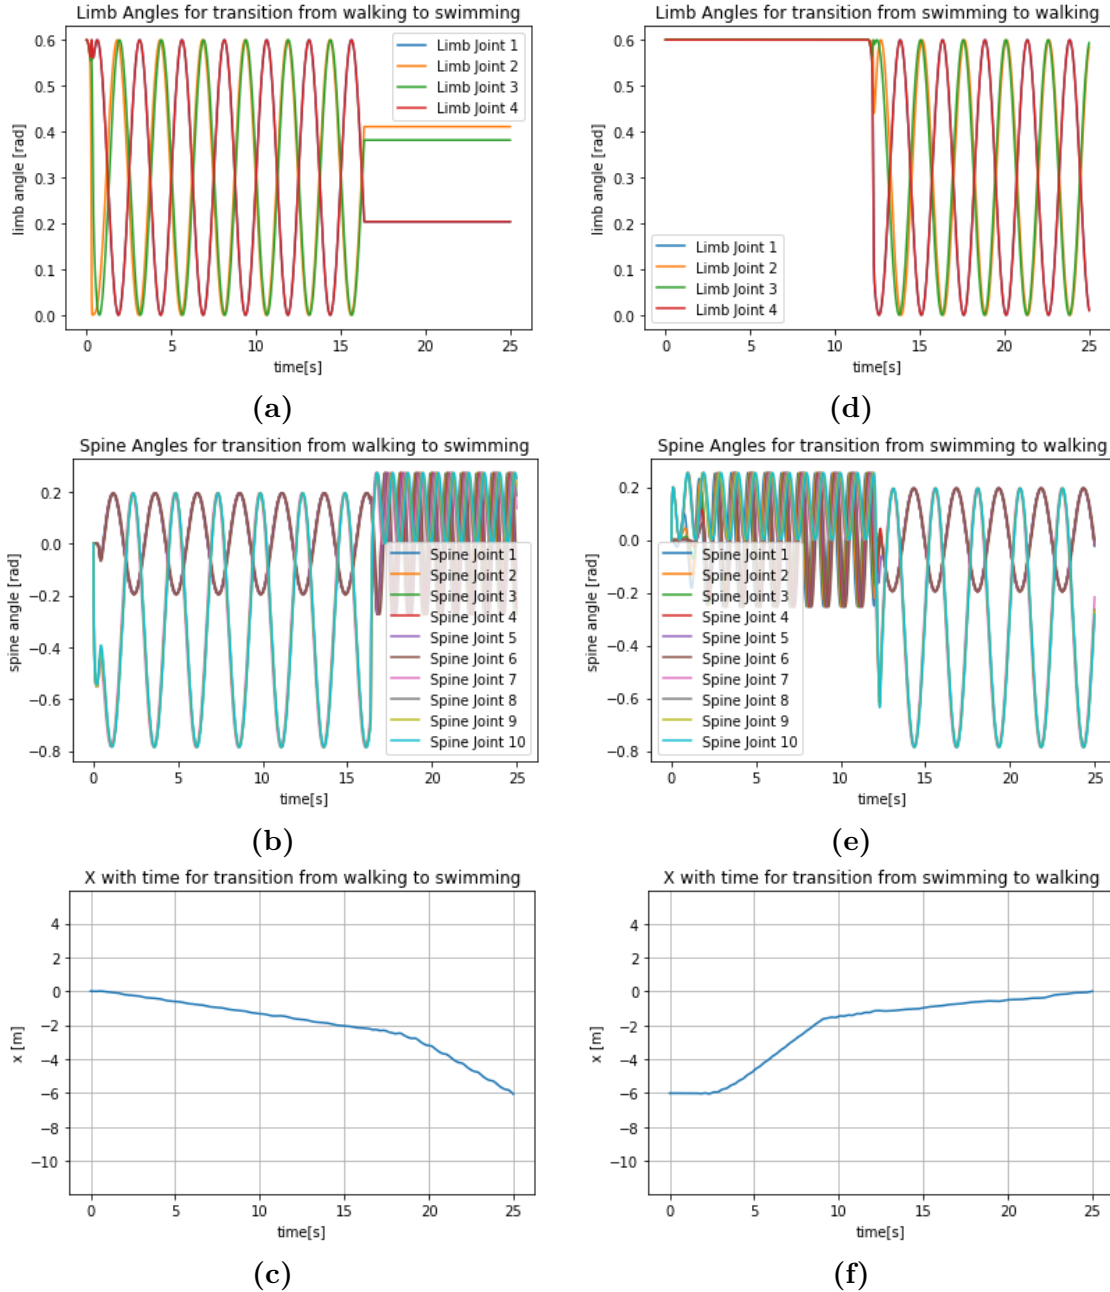 Limb Angles for transition from walking to swimming
0.6
0.5
0.4
0.3
0.2
0.1
0.0
limb angle [rad]
Limb Joint 1
Limb Joint 2
Limb Joint 3
Limb Joint 4
0 5 10 15 20 25
time[s]
(a)
Limb Angles for transition from swimming to walking
0.6
0.5
0.4
0.3
0.2
0.1
0.0
limb angle [rad]
Limb Joint 1
Limb Joint 2
Limb Joint 3
Limb Joint 4
0 5 10 15 20 25
time[s]
(d)
Spine Angles for transition from walking to swimming
0.2
0.0
−0.2
−0.4
−0.6
−0.8
spine angle [rad]
Spine Joint 1
Spine Joint 2
Spine Joint 3
Spine Joint 4
Spine Joint 5
Spine Joint 6
Spine Joint 7
Spine Joint 8
Spine Joint 9
Spine Joint 10
0 5 10 15 20 25
time[s]
(b)
Spine Angles for transition from swimming to walking
0.2
0.0
−0.2
−0.4
−0.6
−0.8
spine angle [rad]
Spine Joint 1
Spine Joint 2
Spine Joint 3
Spine Joint 4
Spine Joint 5
Spine Joint 6
Spine Joint 7
Spine Joint 8
Spine Joint 9
Spine Joint 10
0 5 10 15 20 25
time[s]
(e)
X with time for transition from walking to swimming
4
2
0
−2
−4
−6
−8
−10
x [m]
0 5 10 15 20 25
time[s]
(c)
X with time for transition from swimming to walking
4
2
0
−2
−4
−6
−8
−10
x [m]
0 5 10 15 20 25
time[s]
(f)